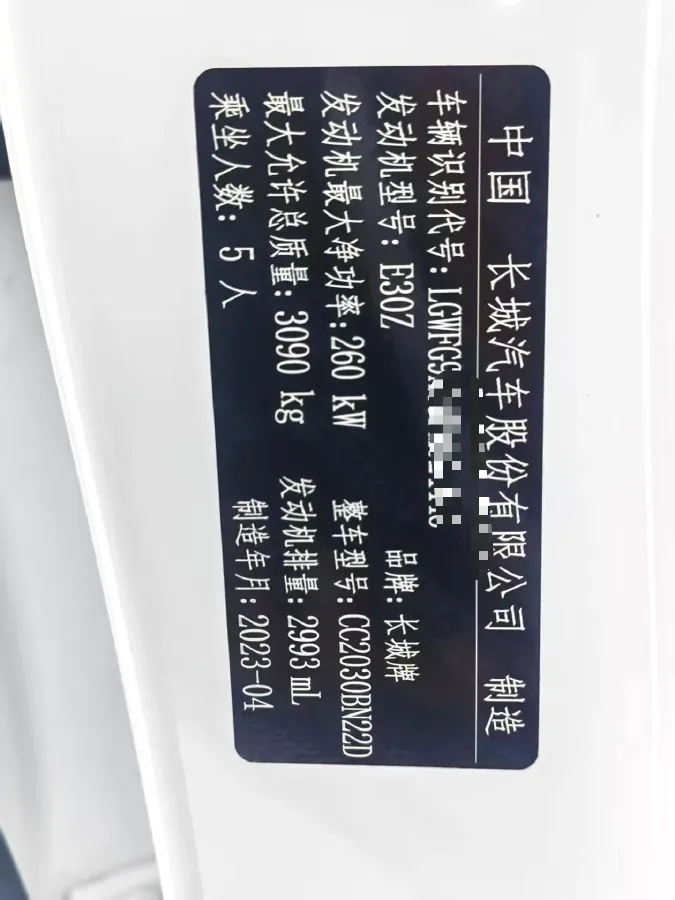 中国 长城汽车股份有限公司 制造
车辆识别代号：LGWFG9
发动机型号：E30Z 品牌：长城牌
发动机最大净功率：260 kW 整车型号：CC2030BN22D
最大允许总质量：3090 kg 发动机排量：2993 mL
乘坐人数：5 人 制造年月：2023-04